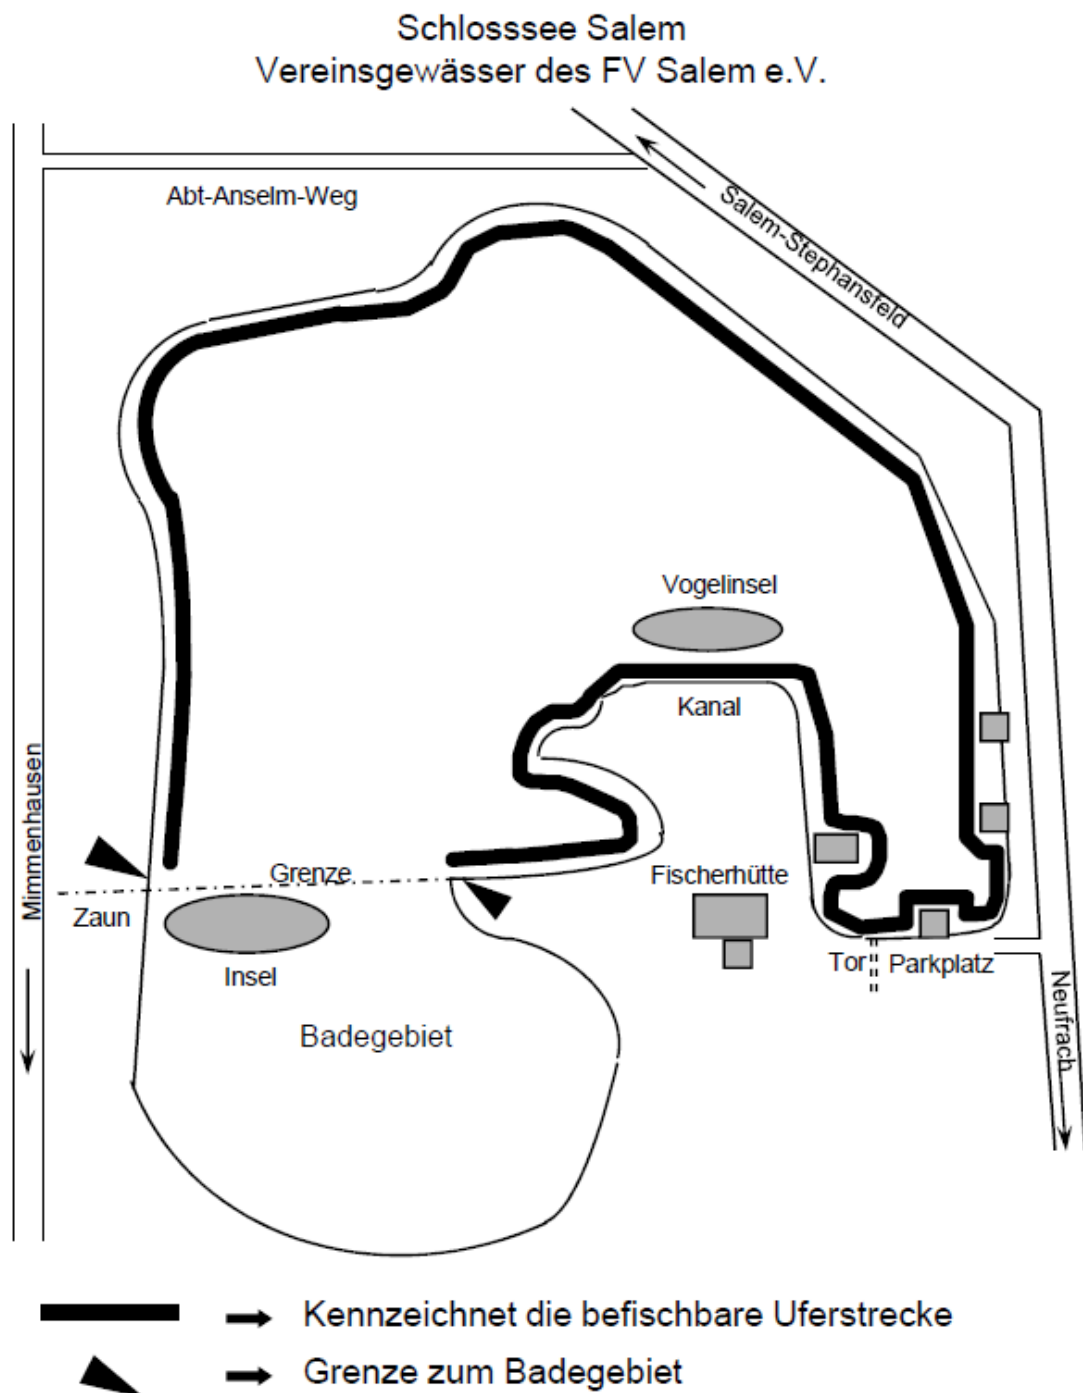 Schlosssee Salem
Vereinsgewässer des FV Salem e.V.
Abt-Anselm-Weg
Salem-Stephansfeld
Vogelinsel
Kanal
Mimmenhausen
Grenze
Fischerhütte
Zaun
Insel
Tor
Parkplatz
Neufrach
Badegebiet
Kennzeichnet die befischbare Uferstrecke
Grenze zum Badegebiet